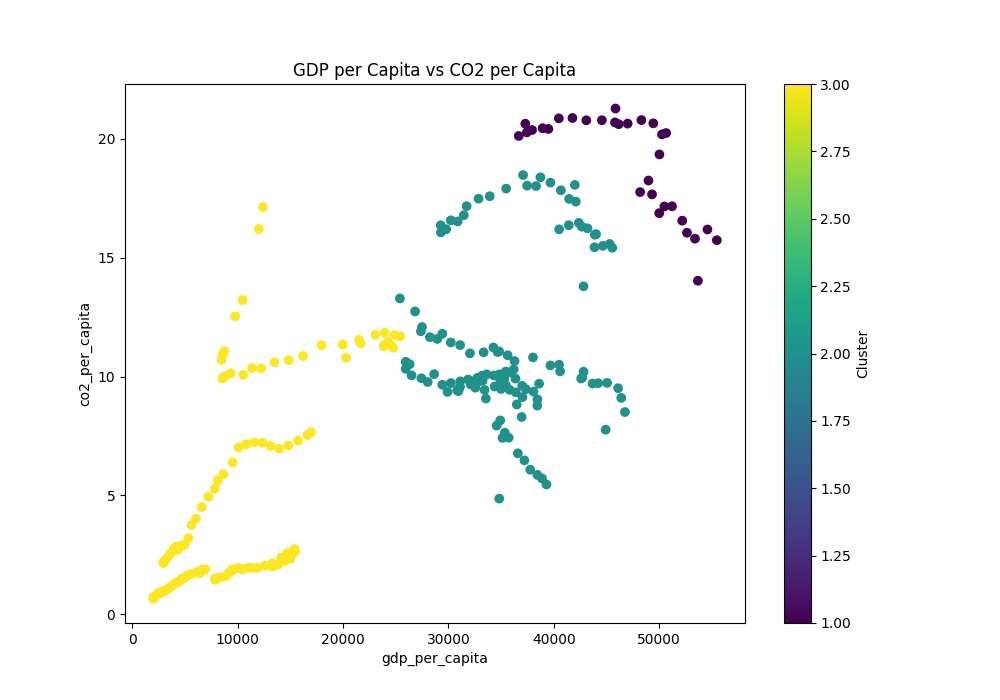 GDP per Capita vs CO2 per Capita
co2_per_capita
20
15
10
5
0
0 10000 20000 30000 40000 50000
gdp_per_capita
3.00
2.75
2.50
2.25
2.00
1.75
1.50
1.25
1.00
Cluster